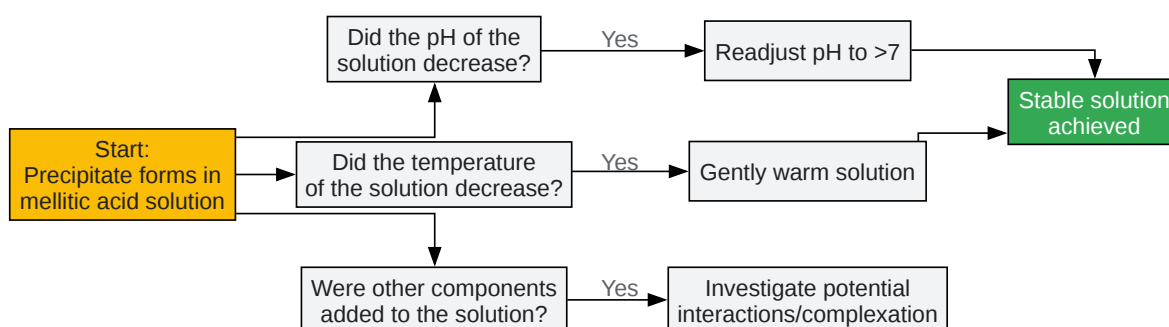 Did the pH of the
solution decrease?
Yes
Readjust pH to >7
Stable solution
achieved
Start:
Precipitate forms in
mellitic acid solution
Did the temperature
of the solution decrease?
Yes
Gently warm solution
Were other components
added to the solution?
Yes
Investigate potential
interactions/complexation